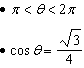 • π < θ < 2π
• cos θ = √3/4